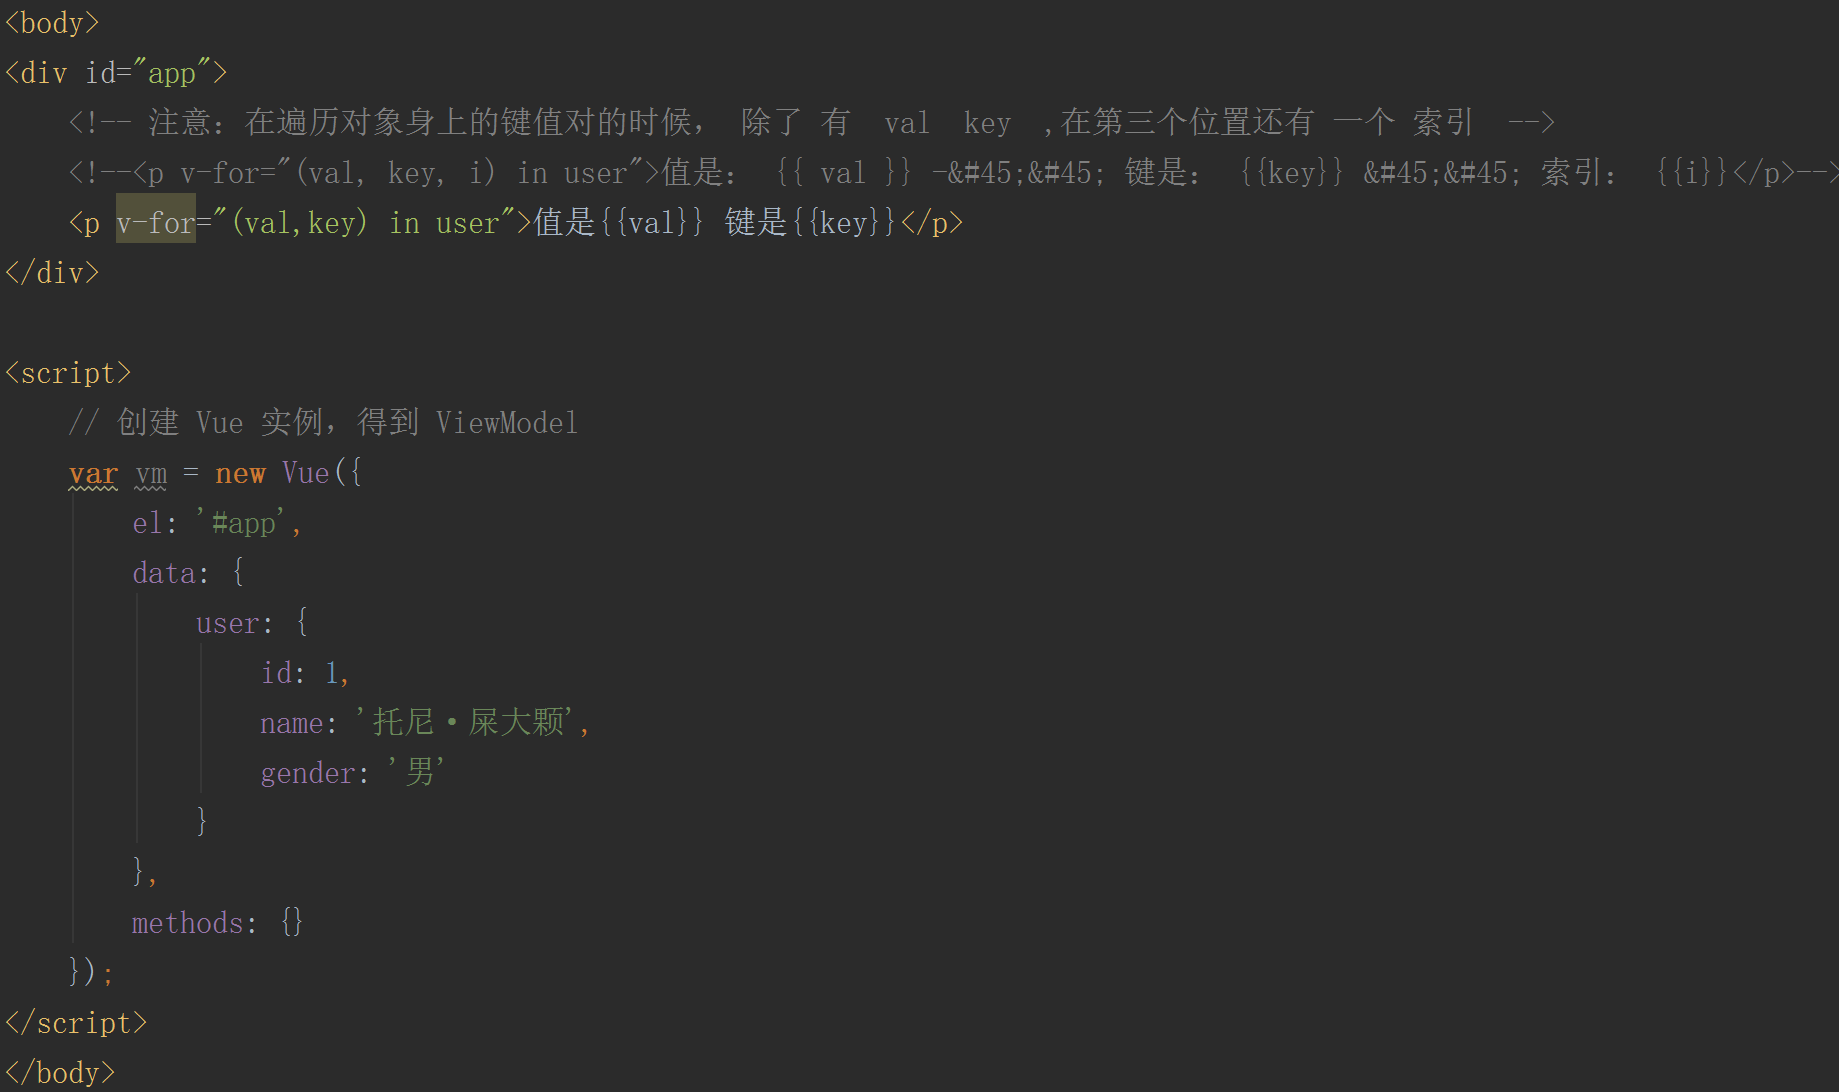 <body>
<div id="app">
    <!-- 注意：在遍历对象身上的键值对的时候， 除了 有  val  key  ,在第三个位置还有 一个 索引  -->
    <!--<p v-for="(val, key, i) in user">值是： {{ val }} -&#45;&#45; 键是： {{key}} &#45;&#45; 索引： {{i}}</p>-->
    <p v-for="(val,key) in user">值是{{val}} 键是{{key}}</p>
</div>

<script>
    // 创建 Vue 实例，得到 ViewModel
    var vm = new Vue({
        el: '#app',
        data: {
            user: {
                id: 1,
                name: '托尼·屎大颗',
                gender: '男'
            }
        },
        methods: {}
    });
</script>
</body>